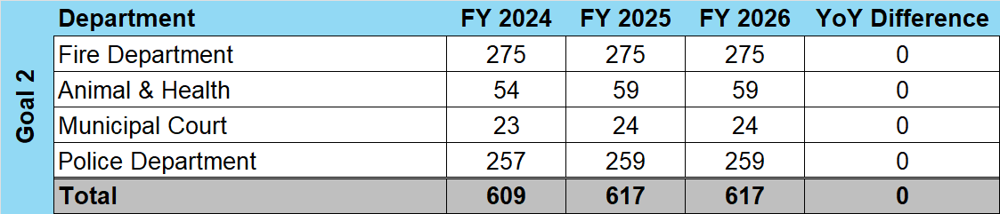 Goal 2
Department FY 2024 FY 2025 FY 2026 YoY Difference
Fire Department 275 275 275 0
Animal & Health 54 59 59 0
Municipal Court 23 24 24 0
Police Department 257 259 259 0
Total 609 617 617 0